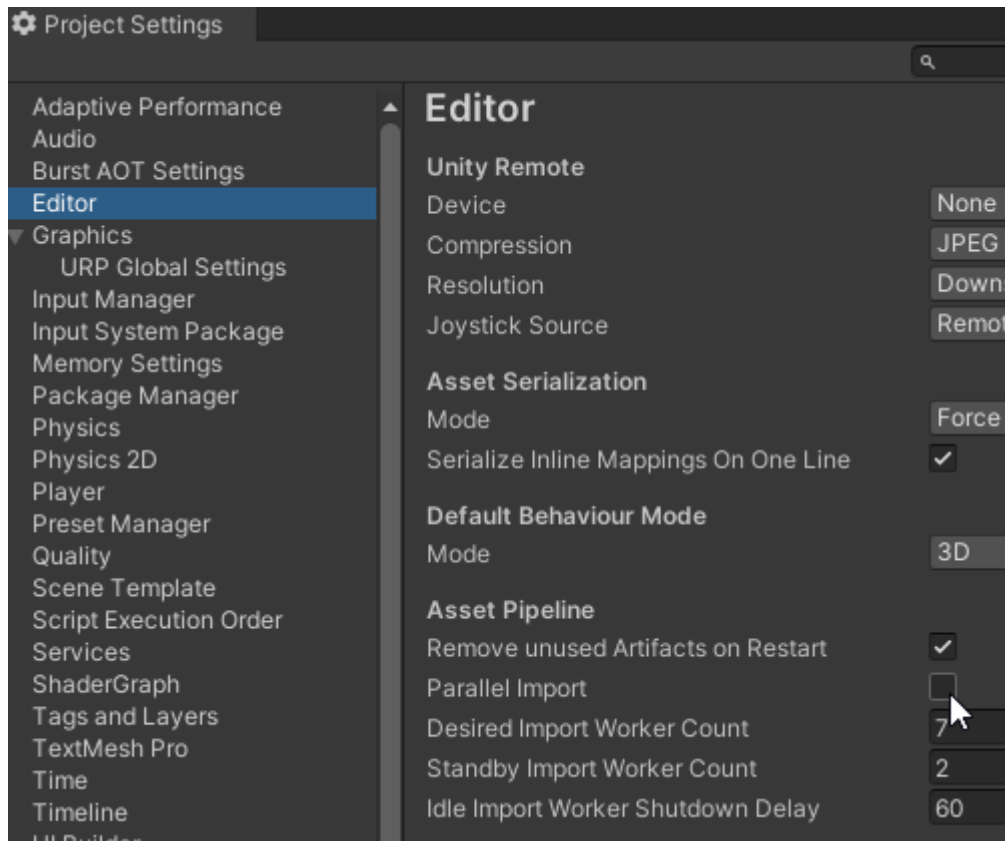 Project Settings
Adaptive Performance
Audio
Burst AOT Settings
Editor
Graphics
URP Global Settings
Input Manager
Input System Package
Memory Settings
Package Manager
Physics
Physics 2D
Player
Preset Manager
Quality
Scene Template
Script Execution Order
Services
ShaderGraph
Tags and Layers
TextMesh Pro
Time
Timeline
Editor
Unity Remote
Device None
Compression JPEG
Resolution Downs
Joystick Source Remot
Asset Serialization
Mode Force
Serialize Inline Mappings On One Line
Default Behaviour Mode
Mode 3D
Asset Pipeline
Remove unused Artifacts on Restart
Parallel Import
Desired Import Worker Count 7
Standby Import Worker Count 2
Idle Import Worker Shutdown Delay 60